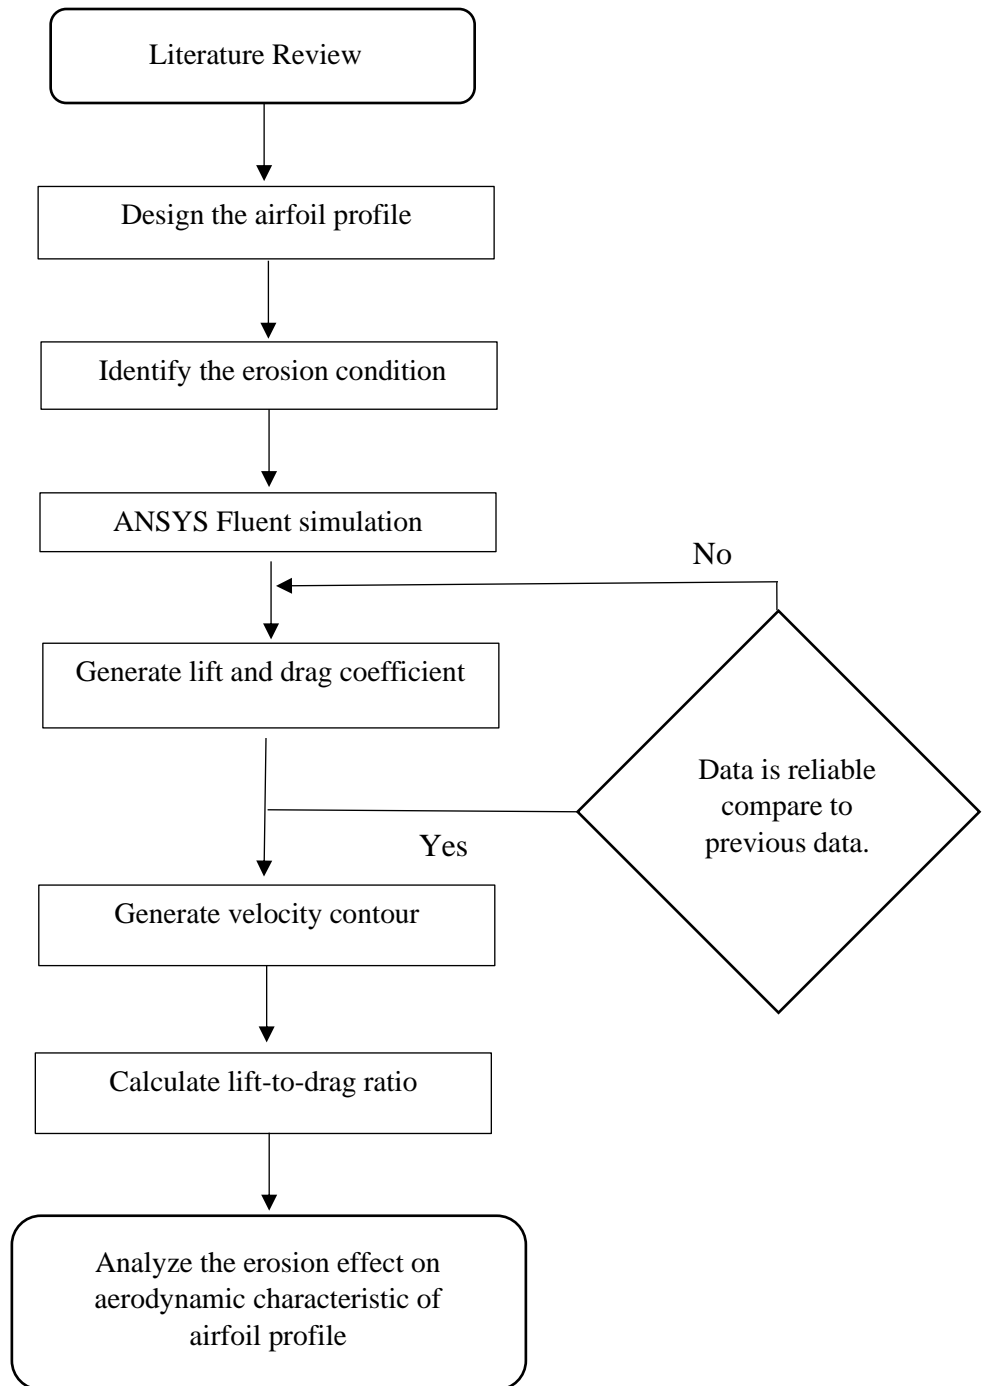 Literature Review
Design the airfoil profile
Identify the erosion condition
ANSYS Fluent simulation
No
Generate lift and drag coefficient
Data is reliable
compare to
previous data.
Yes
Generate velocity contour
Calculate lift-to-drag ratio
Analyze the erosion effect on
aerodynamic characteristic of
airfoil profile